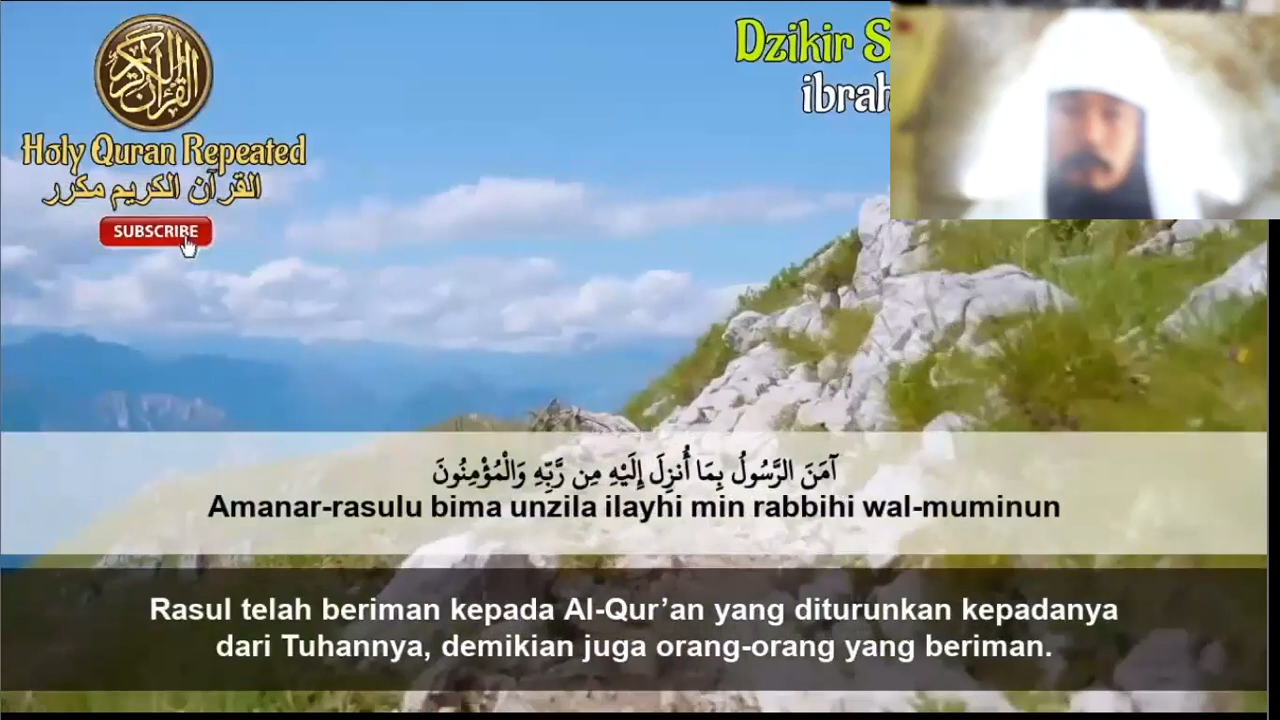 Dzikir
ibrah
القرآن الكريم
Holy Quran Repeated
القرآن الكريم مكرر
SUBSCRIBE
آمَنَ الرَّسُولُ بِمَا أُنزِلَ إِلَيْهِ مِن رَّبِّهِ وَالْمُؤْمِنُونَ
Amanar-rasulu bima unzila ilayhi min rabbihi wal-muminun
Rasul telah beriman kepada Al-Qur’an yang diturunkan kepadanya
dari Tuhannya, demikian juga orang-orang yang beriman.